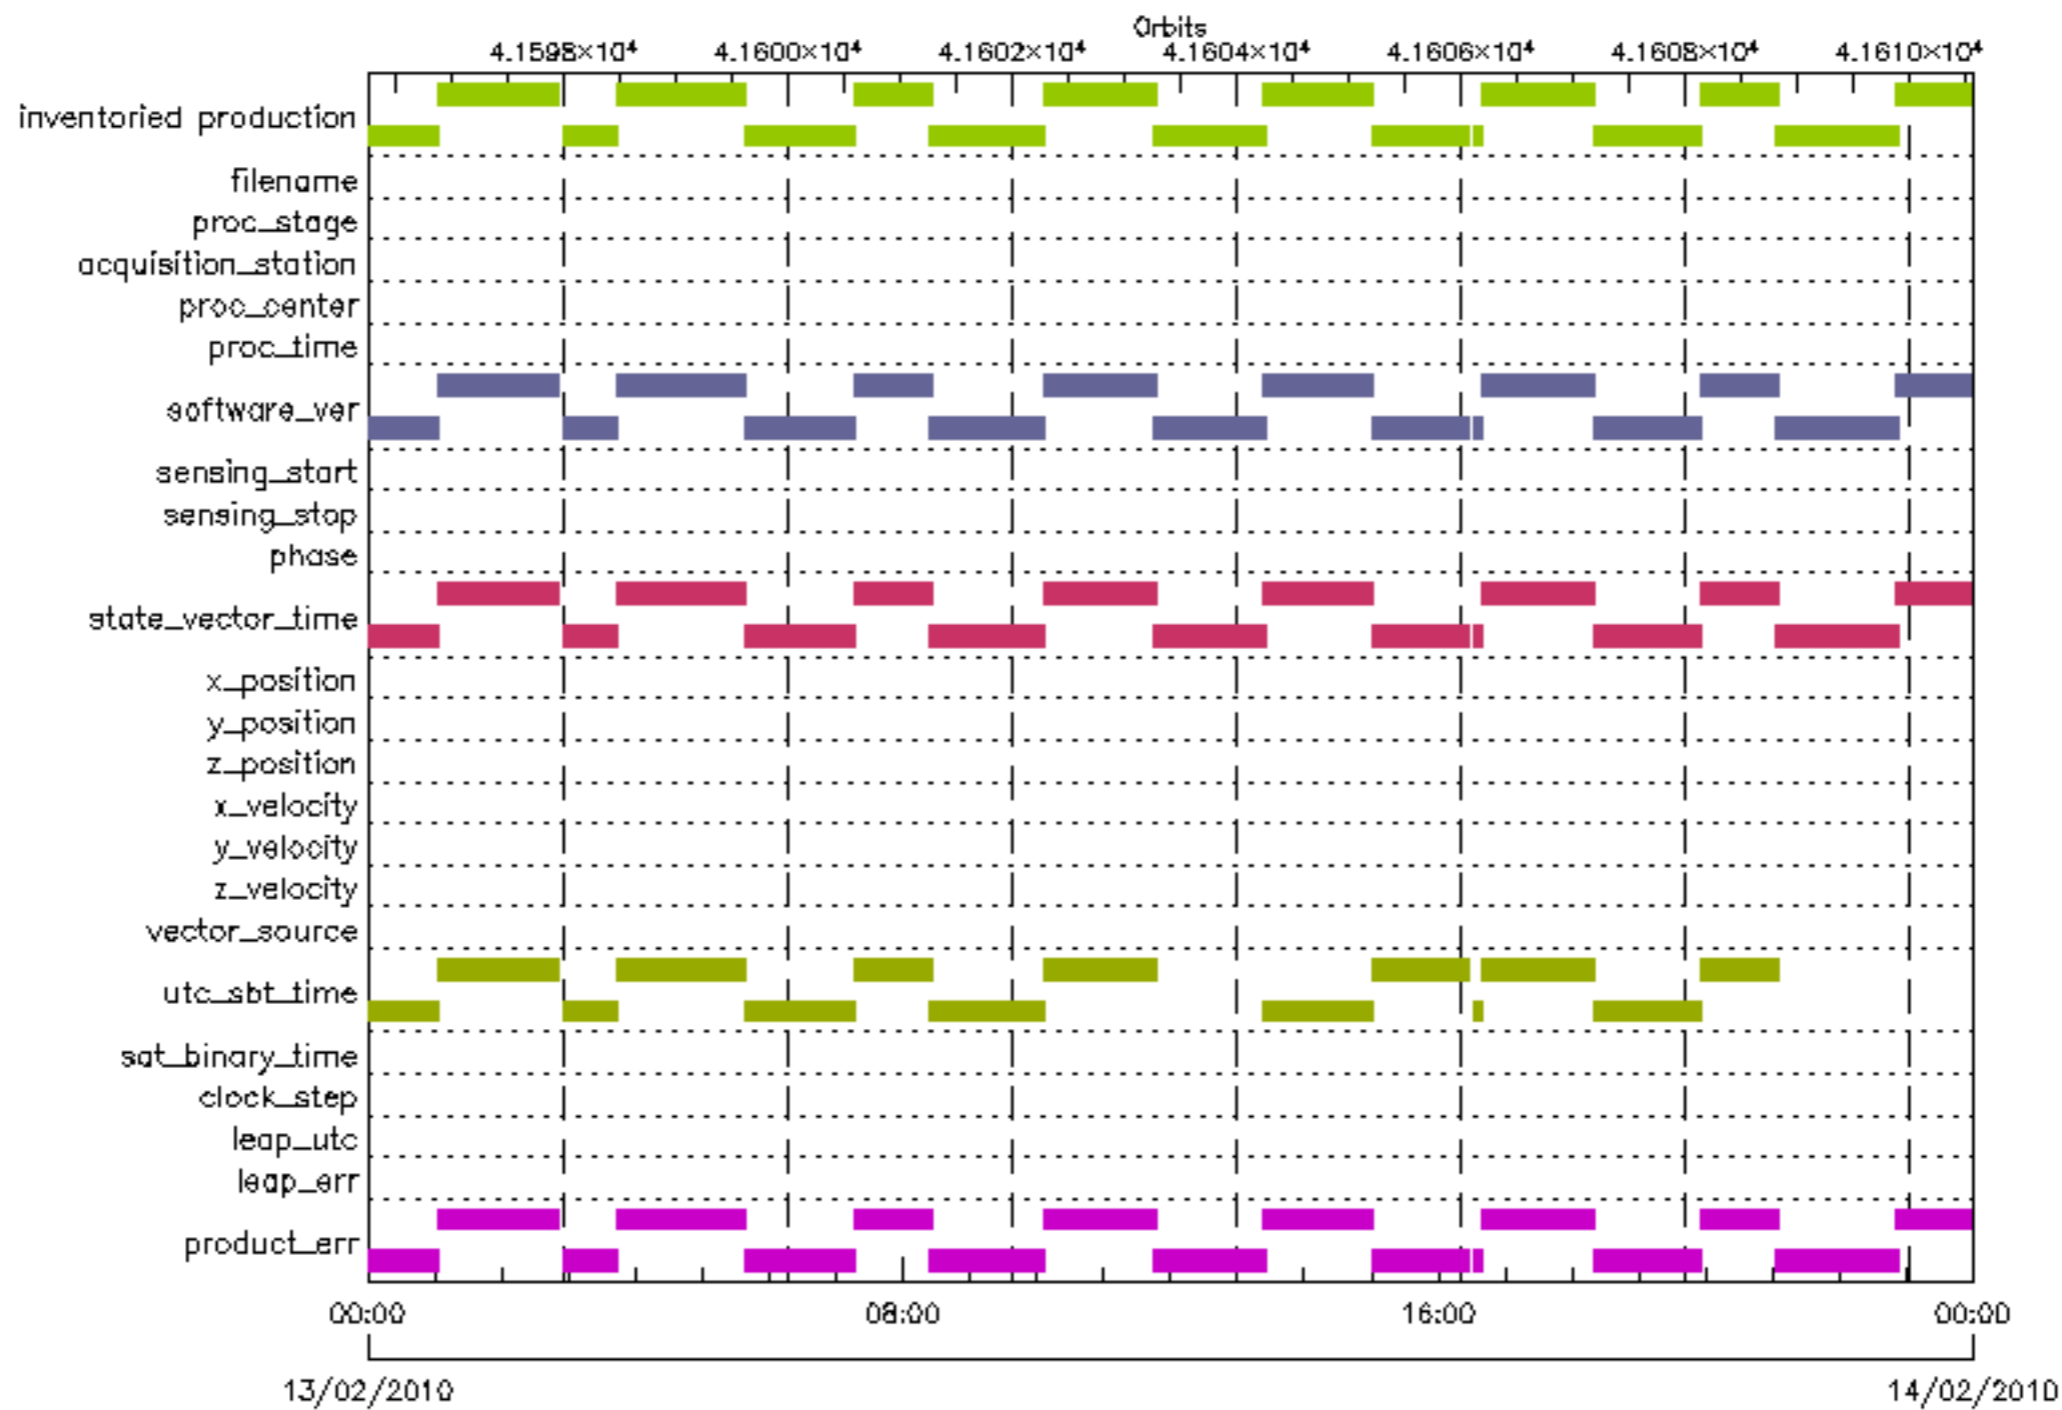 Orbits
4.1598×10⁴ 4.1600×10⁴ 4.1602×10⁴ 4.1604×10⁴ 4.1606×10⁴ 4.1608×10⁴ 4.1610×10⁴
inventoried production
filename
proc_stage
acquisition_station
proc_center
proc_time
software_ver
sensing_start
sensing_stop
phase
state_vector_time
x_position
y_position
z_position
x_velocity
y_velocity
z_velocity
vector_source
utc_sbt_time
sat_binary_time
clock_step
leap_utc
leap_err
product_err
00:00 08:00 16:00 00:00
13/02/2010 14/02/2010